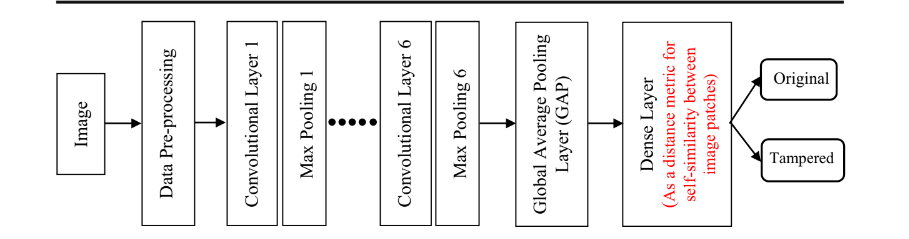 Image
Data Pre-processing
Convolutional Layer 1
Max Pooling 1
Convolutional Layer 6
Max Pooling 6
Global Average Pooling
Layer (GAP)
Dense Layer
(As a distance metric for
self-similarity between
image patches)
Original
Tampered